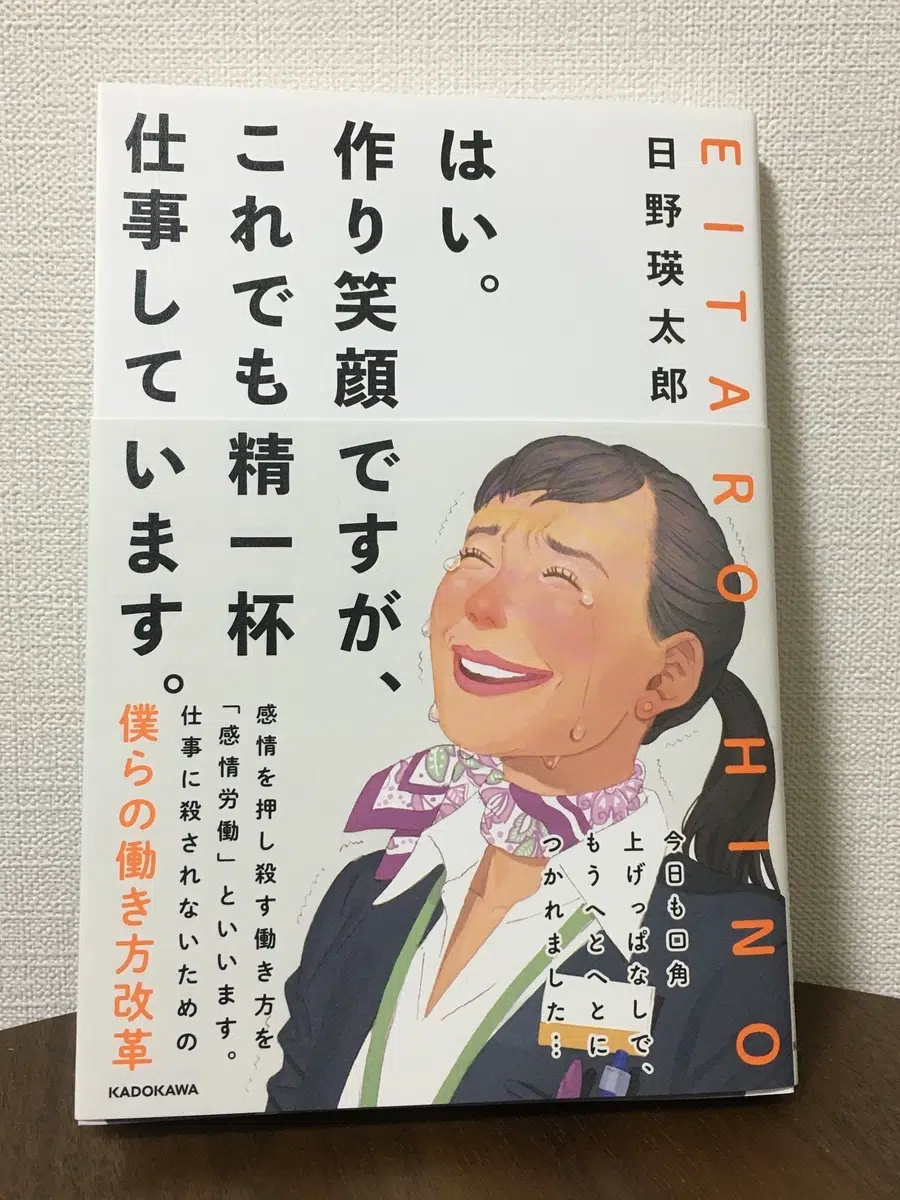 EITARO HINO
日野瑛太郎
はい。
作り笑顔ですが、
これでも精一杯
仕事しています。
今日も口角
上げっぱなしで、
もうへとへとに
つかれました…
感情を押し殺す働き方を
「感情労働」といいます。
仕事に殺されないための
僕らの働き方改革
KADOKAWA